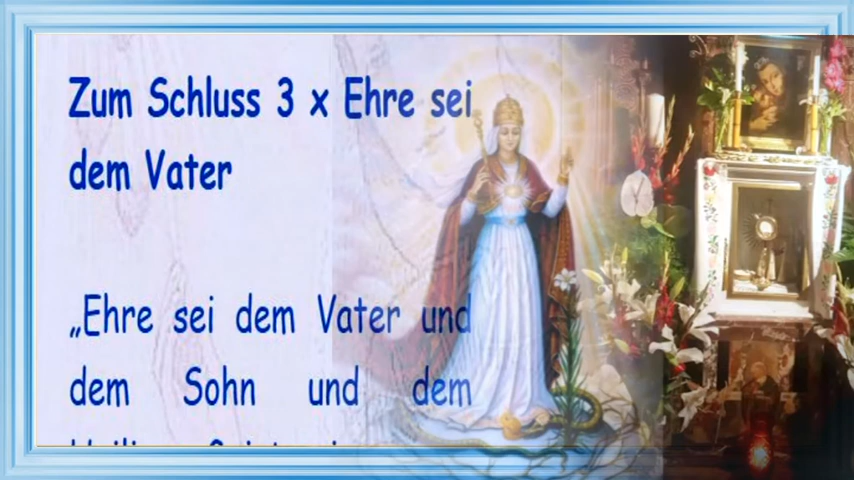 Zum Schluss 3 x Ehre sei
dem Vater
„Ehre sei dem Vater und
dem Sohn und dem